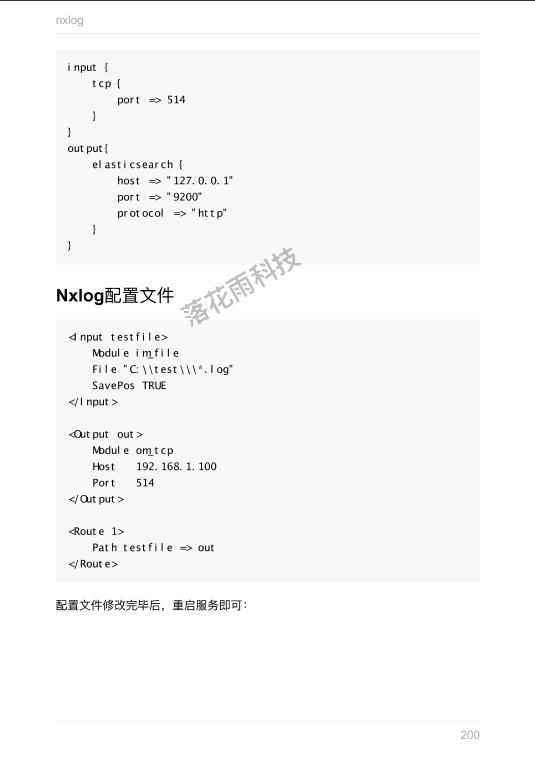 nxlog
input {
    tcp {
        port => 514
    }
}
output{
    elasticsearch {
        host => "127.0.0.1"
        port => "9200"
        protocol => "http"
    }
}
落花雨科技
Nxlog配置文件
<Input testfile>
    Module im_file
    File "C:\\test\\\*.log"
    SavePos TRUE
</Input>
<Output out>
    Module om_tcp
    Host    192.168.1.100
    Port    514
</Output>
<Route 1>
    Path testfile => out
</Route>
配置文件修改完毕后，重启服务即可：
200